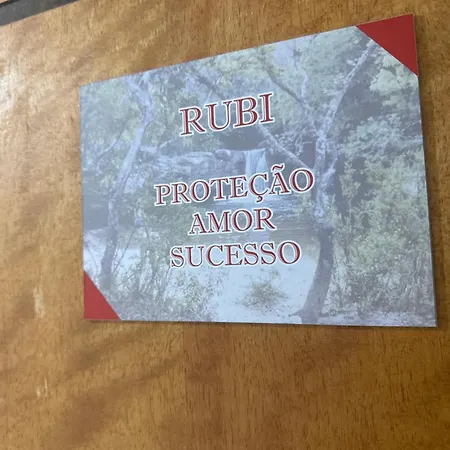 RUBI
PROTEÇÃO
AMOR
SUCESSO